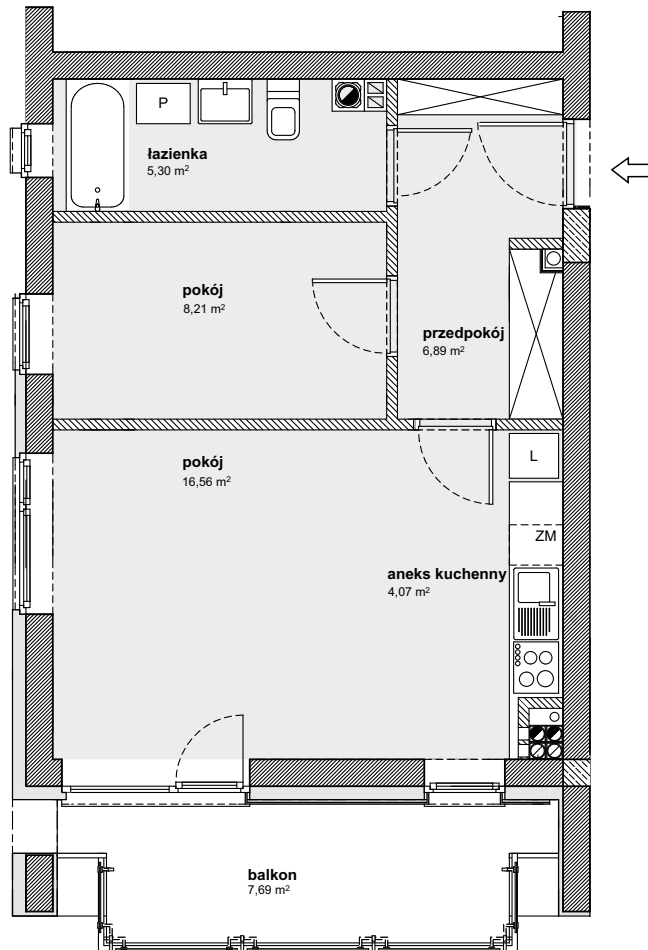 P
łazienka
5,30 m²
pokój
8,21 m²
przedpokój
6,89 m²
pokój
16,56 m²
L
ZM
aneks kuchenny
4,07 m²
balkon
7,69 m²